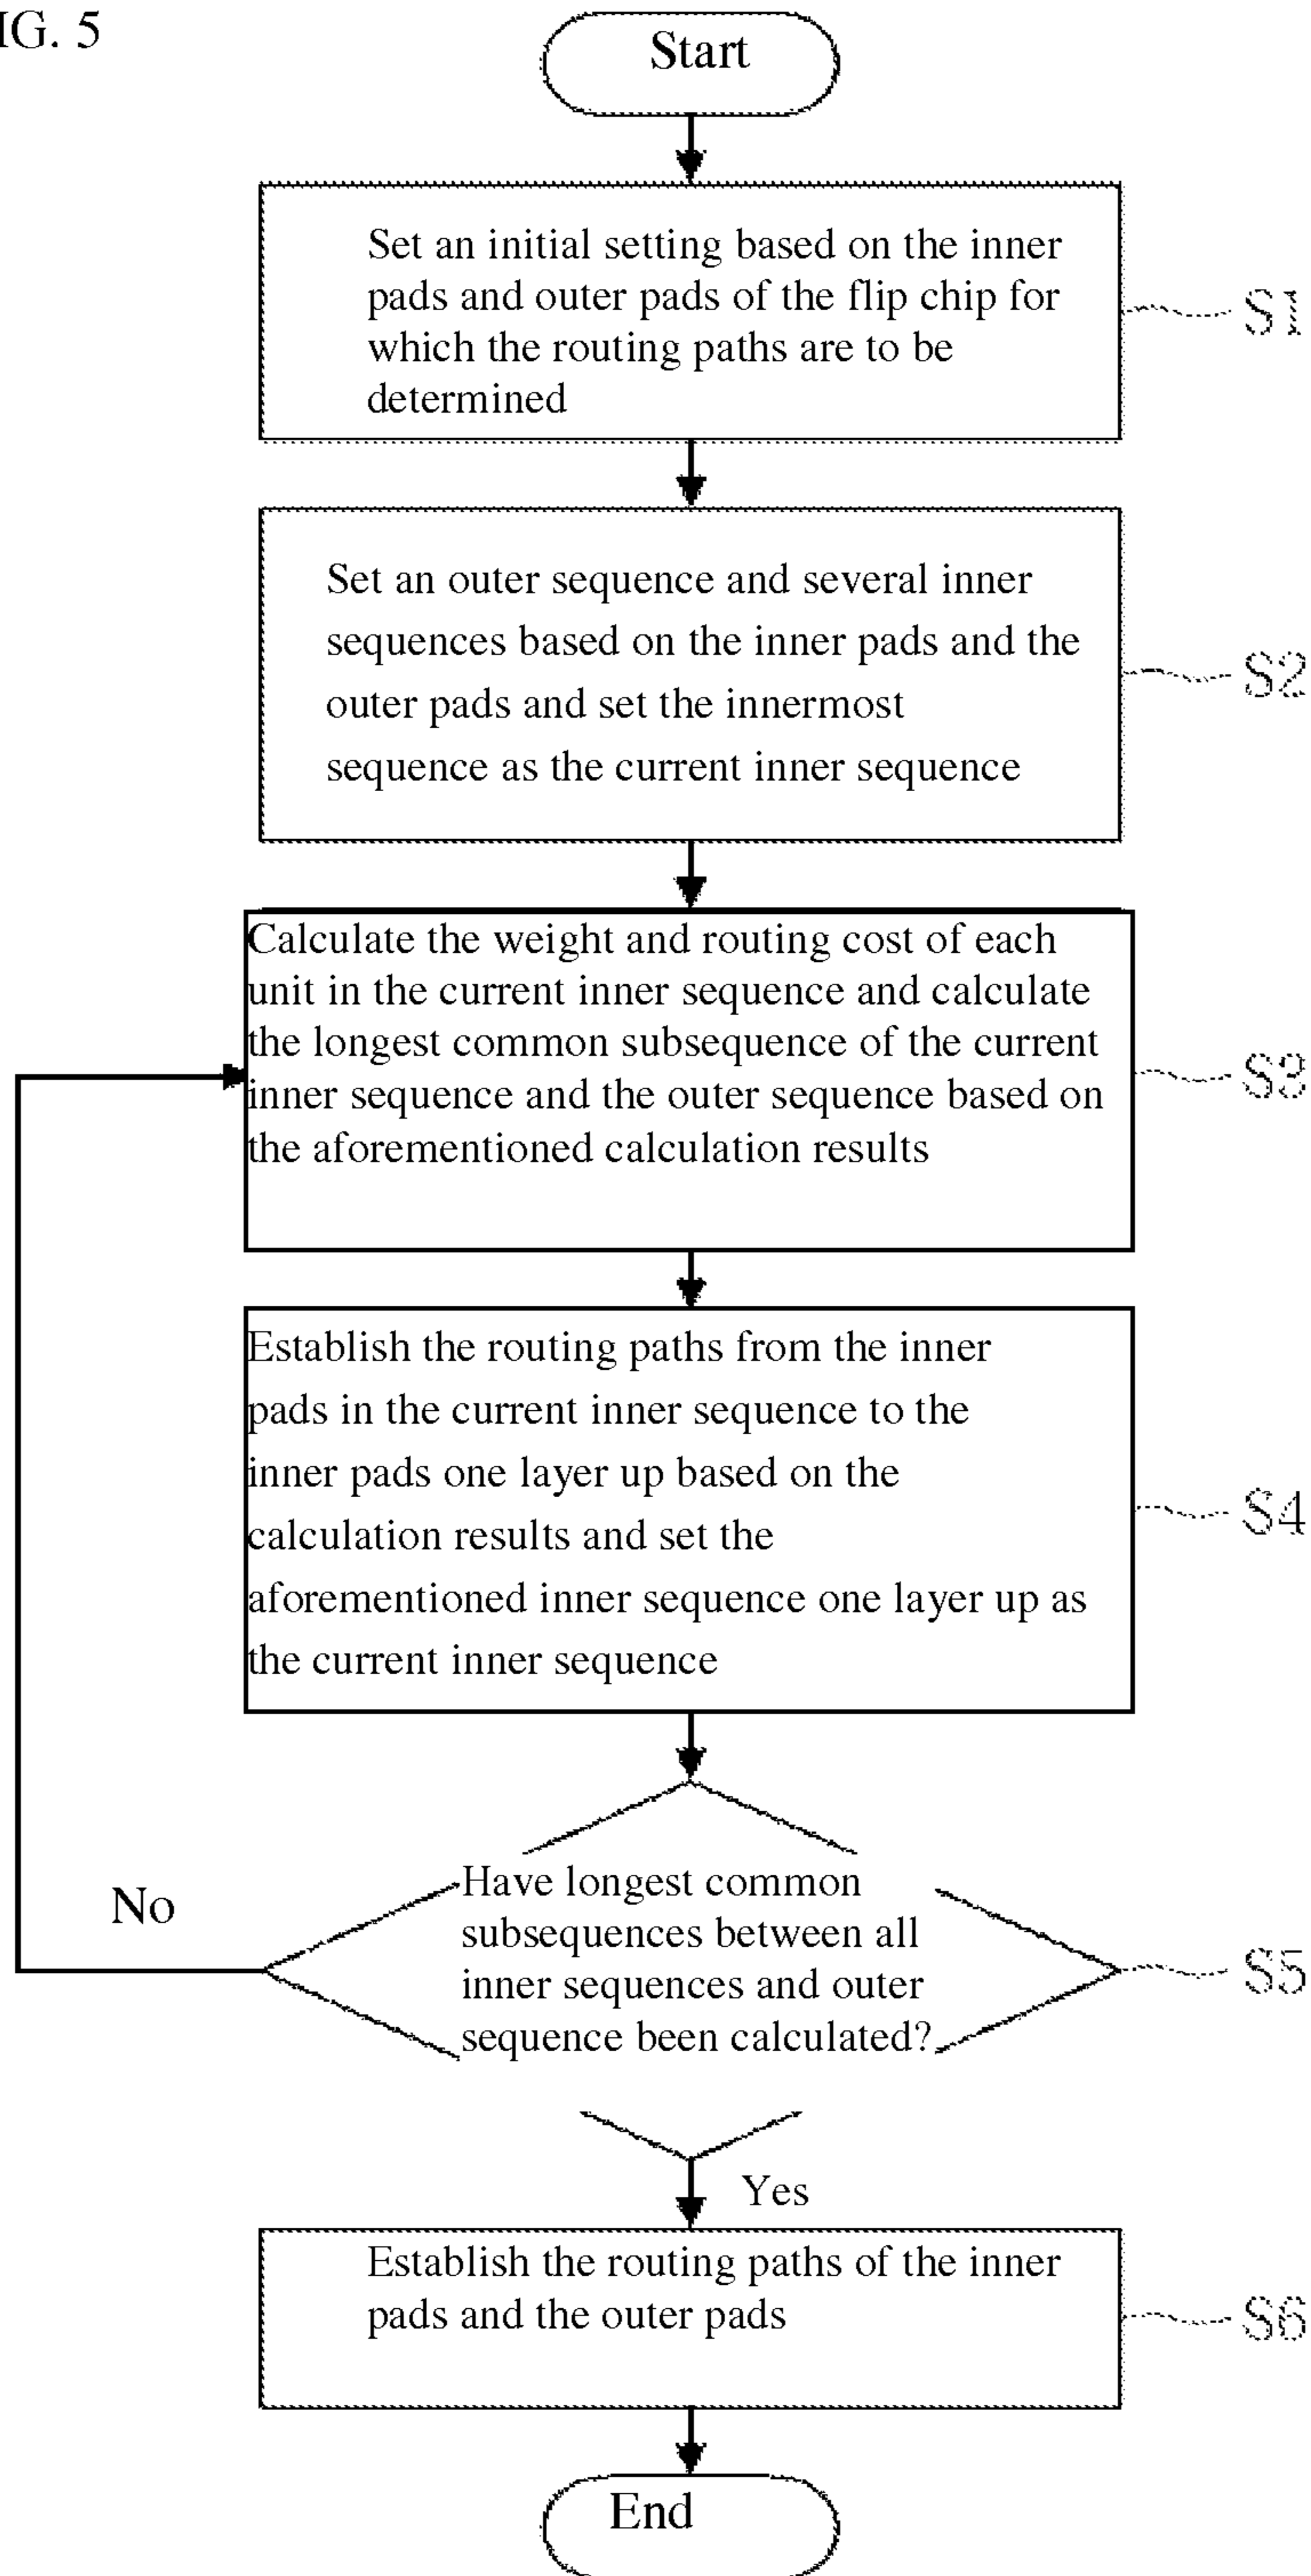 IG. 5
Start
Set an initial setting based on the inner
pads and outer pads of the flip chip for
which the routing paths are to be
determined
S1
Set an outer sequence and several inner
sequences based on the inner pads and the
outer pads and set the innermost
sequence as the current inner sequence
S2
Calculate the weight and routing cost of each
unit in the current inner sequence and calculate
the longest common subsequence of the current
inner sequence and the outer sequence based on
the aforementioned calculation results
S3
Establish the routing paths from the inner
pads in the current inner sequence to the
inner pads one layer up based on the
calculation results and set the
aforementioned inner sequence one layer up as
the current inner sequence
S4
Have longest common
subsequences between all
inner sequences and outer
sequence been calculated?
No
S5
Yes
Establish the routing paths of the inner
pads and the outer pads
S6
End